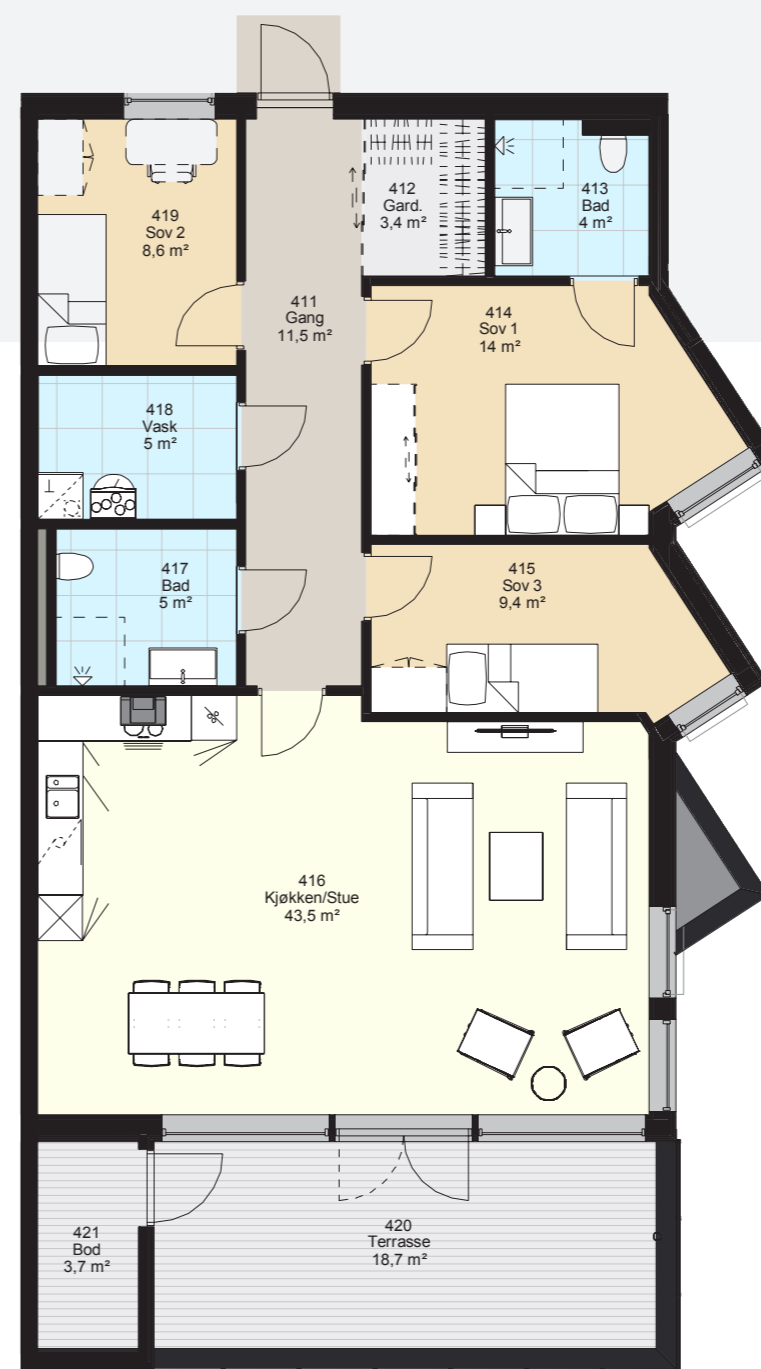 412
Gard.
3,4 m²
413
Bad
4 m²
419
Sov 2
8,6 m²
411
Gang
11,5 m²
414
Sov 1
14 m²
418
Vask
5 m²
417
Bad
5 m²
415
Sov 3
9,4 m²
416
Kjøkken/Stue
43,5 m²
421
Bod
3,7 m²
420
Terrasse
18,7 m²